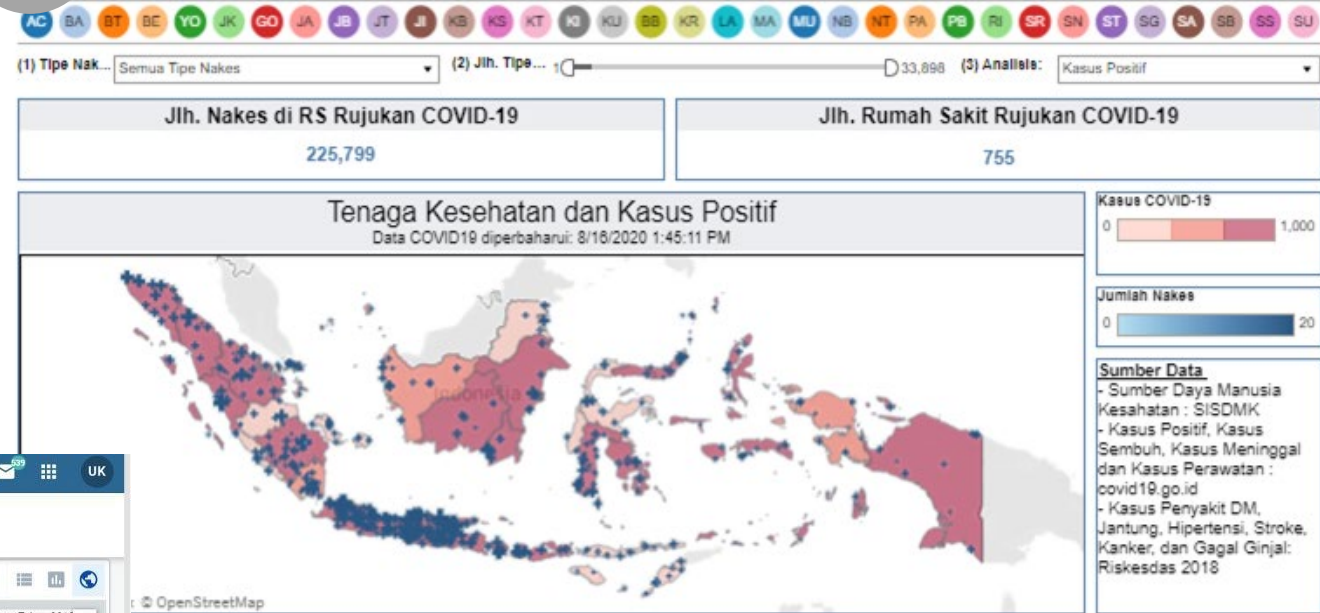 AC BA BT BE YO JK GO JA JB JT JI KB KS KT KI KU BB KR LA MA MU NB NT PA PB RI SR SN ST SG SA SB SS SU
(1) Tipe Nak... Semua Tipe Nakes (2) Jlh. Tipe... 1 33,898 (3) Analisis: Kasus Positif
Jlh. Nakes di RS Rujukan COVID-19
225,799
Jlh. Rumah Sakit Rujukan COVID-19
755
Tenaga Kesehatan dan Kasus Positif
Data COVID19 diperbaharui: 8/16/2020 1:45:11 PM
Indonesia
© OpenStreetMap
Kasus COVID-19
0 1,000
Jumlah Nakes
0 20
Sumber Data
- Sumber Daya Manusia
Kesahatan : SISDMK
- Kasus Positif, Kasus
Sembuh, Kasus Meninggal
dan Kasus Perawatan :
covid19.go.id
- Kasus Penyakit DM,
Jantung, Hipertensi, Stroke,
Kanker, dan Gagal Ginjal:
Riskesdas 2018
539
UK